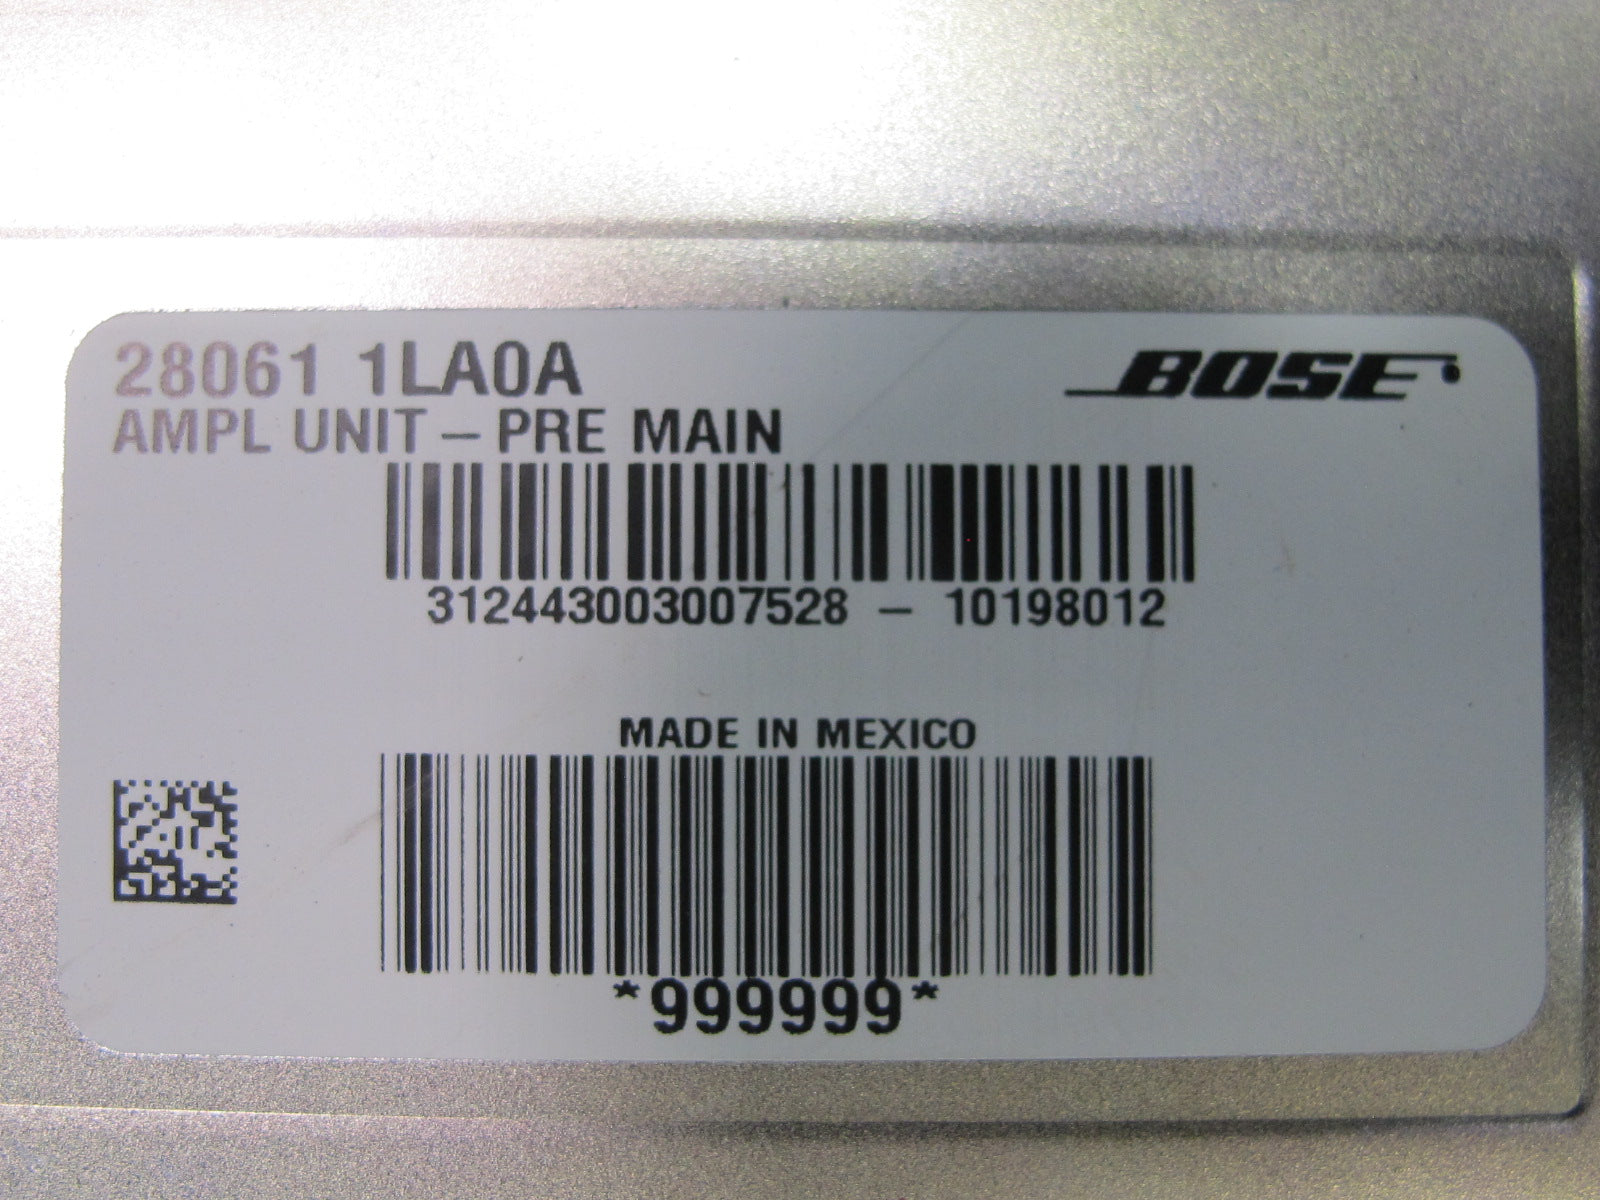 28061 1LA0A
BOSE
AMPL UNIT – PRE MAIN
312443003007528 – 10198012
MADE IN MEXICO
*999999*